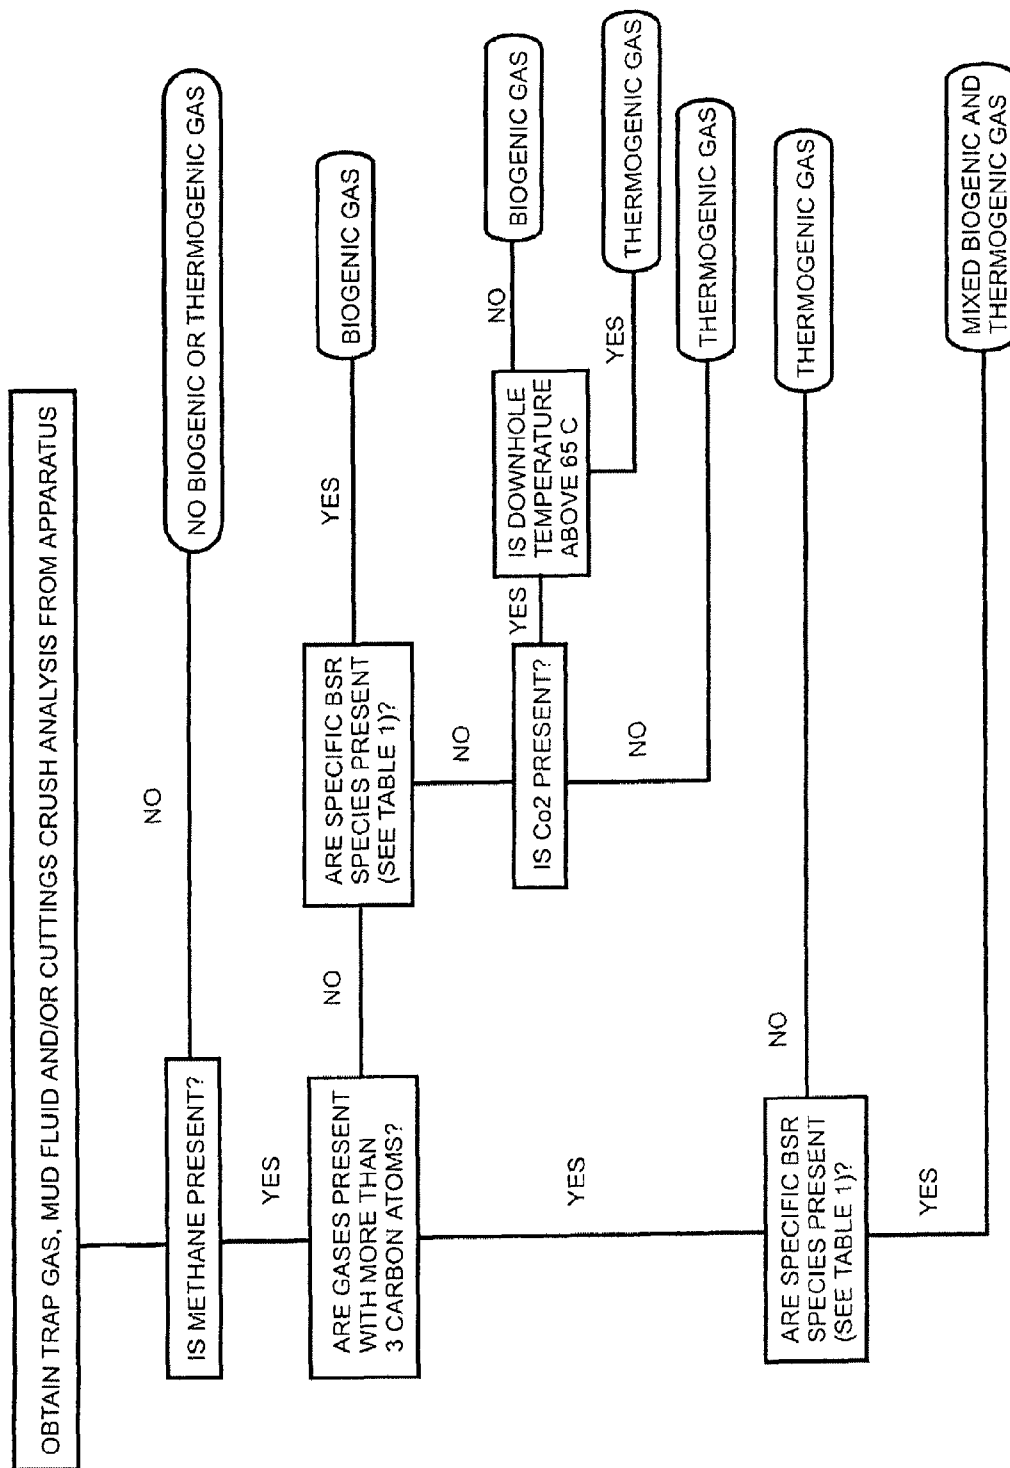 OBTAIN TRAP GAS, MUD FLUID AND/OR CUTTINGS CRUSH ANALYSIS FROM APPARATUS
IS METHANE PRESENT?
NO
NO BIOGENIC OR THERMOGENIC GAS
YES
ARE GASES PRESENT
WITH MORE THAN
3 CARBON ATOMS?
NO
ARE SPECIFIC BSR
SPECIES PRESENT
(SEE TABLE 1)?
YES
BIOGENIC GAS
NO
IS Co2 PRESENT?
YES
IS DOWNHOLE
TEMPERATURE
ABOVE 65 C
NO
BIOGENIC GAS
YES
THERMOGENIC GAS
NO
THERMOGENIC GAS
YES
ARE SPECIFIC BSR
SPECIES PRESENT
(SEE TABLE 1)?
NO
THERMOGENIC GAS
YES
MIXED BIOGENIC AND
THERMOGENIC GAS